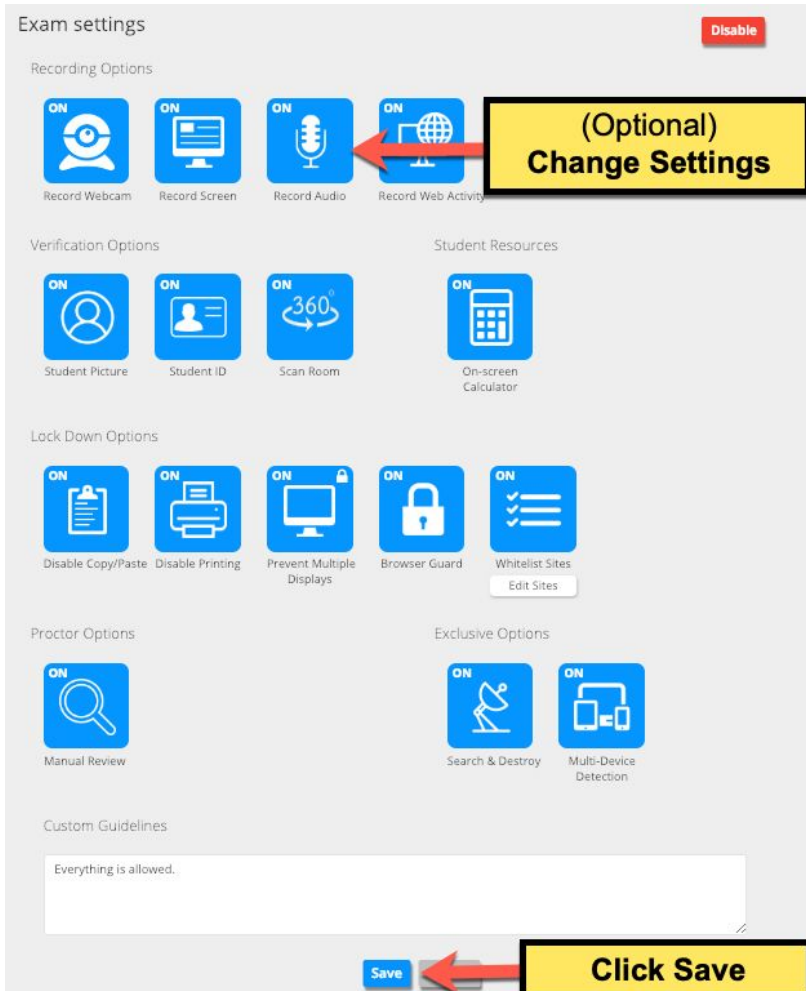 Exam settings
Disable
Recording Options
ON
ON
ON
ON
(Optional)
Change Settings
Record Webcam
Record Screen
Record Audio
Record Web Activity
Verification Options
Student Resources
ON
ON
ON
360°
ON
Student Picture
Student ID
Scan Room
On-screen
Calculator
Lock Down Options
ON
ON
ON
ON
ON
Disable Copy/Paste
Disable Printing
Prevent Multiple
Displays
Browser Guard
Whitelist Sites
Edit Sites
Proctor Options
Exclusive Options
ON
ON
ON
Manual Review
Search & Destroy
Multi-Device
Detection
Custom Guidelines
Everything is allowed.
Save
Click Save